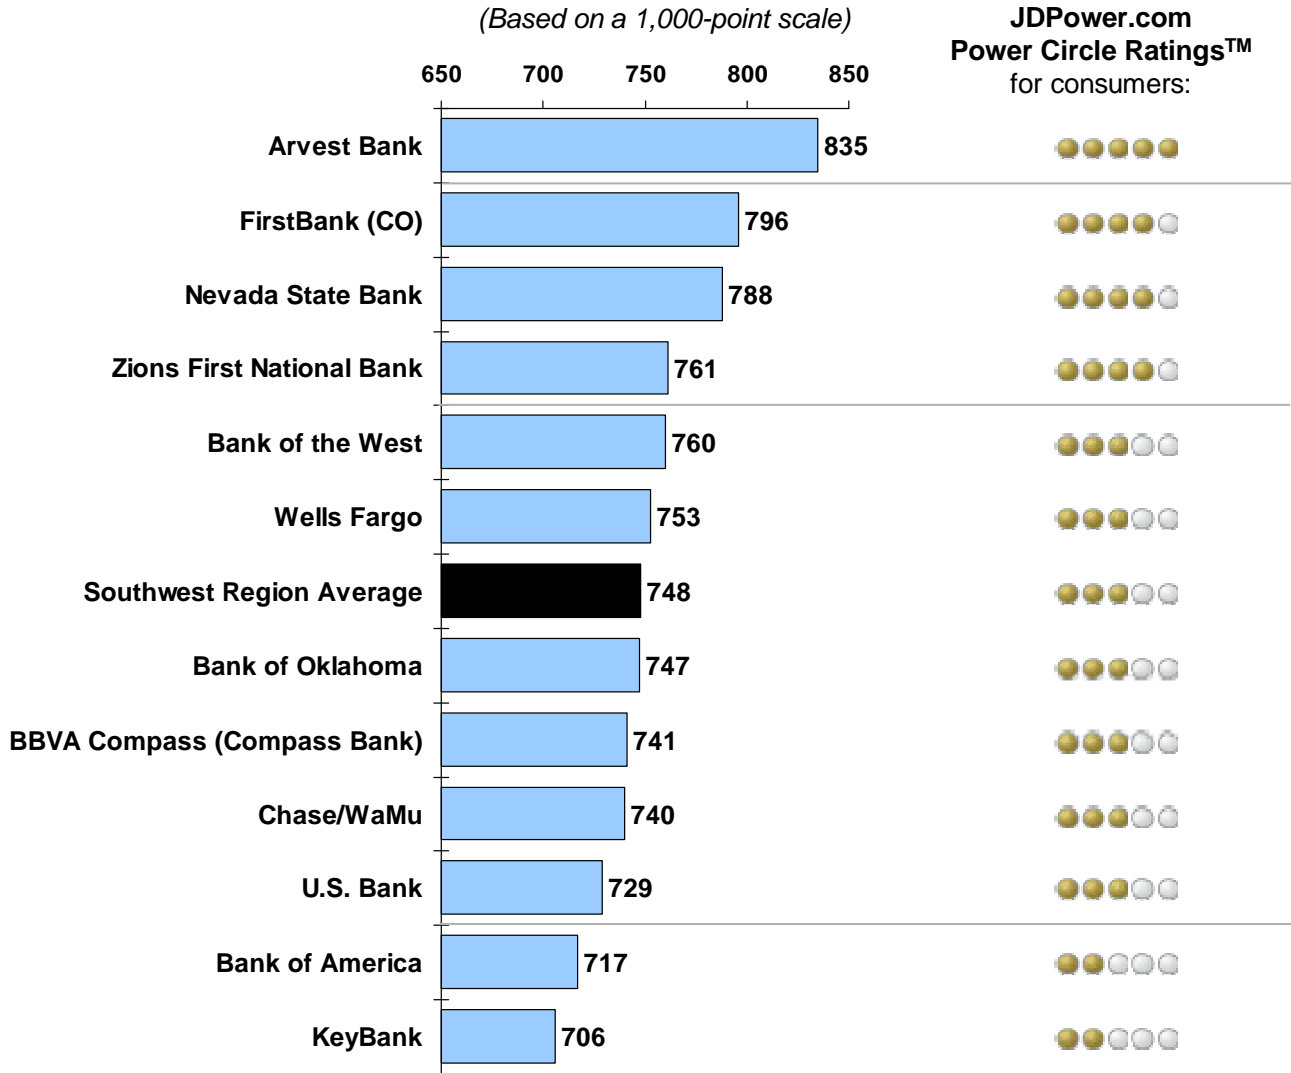 (Based on a 1,000-point scale)
JDPower.com
Power Circle Ratings™
for consumers:
650 700 750 800 850
Arvest Bank 835
FirstBank (CO) 796
Nevada State Bank 788
Zions First National Bank 761
Bank of the West 760
Wells Fargo 753
Southwest Region Average 748
Bank of Oklahoma 747
BBVA Compass (Compass Bank) 741
Chase/WaMu 740
U.S. Bank 729
Bank of America 717
KeyBank 706